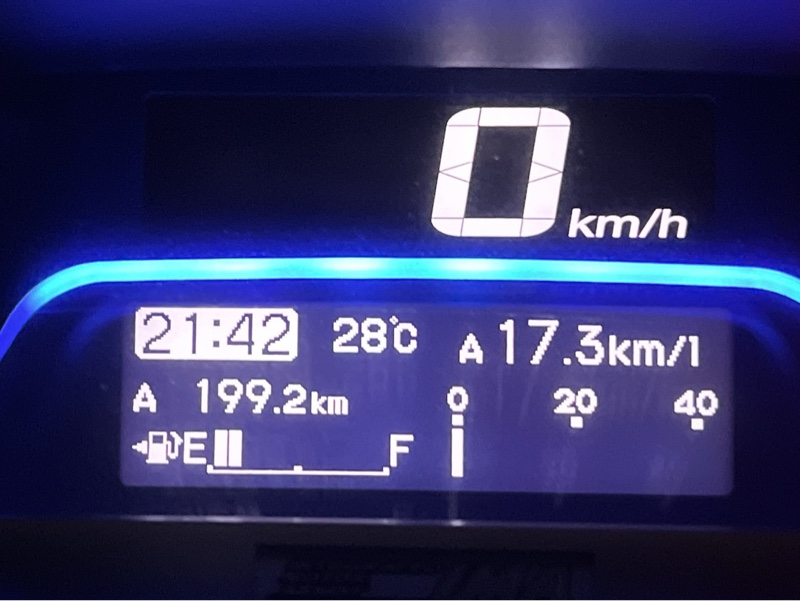 0 km/h
21:42 28℃ A 17.3km/l
A 199.2km 0 20 40
E F